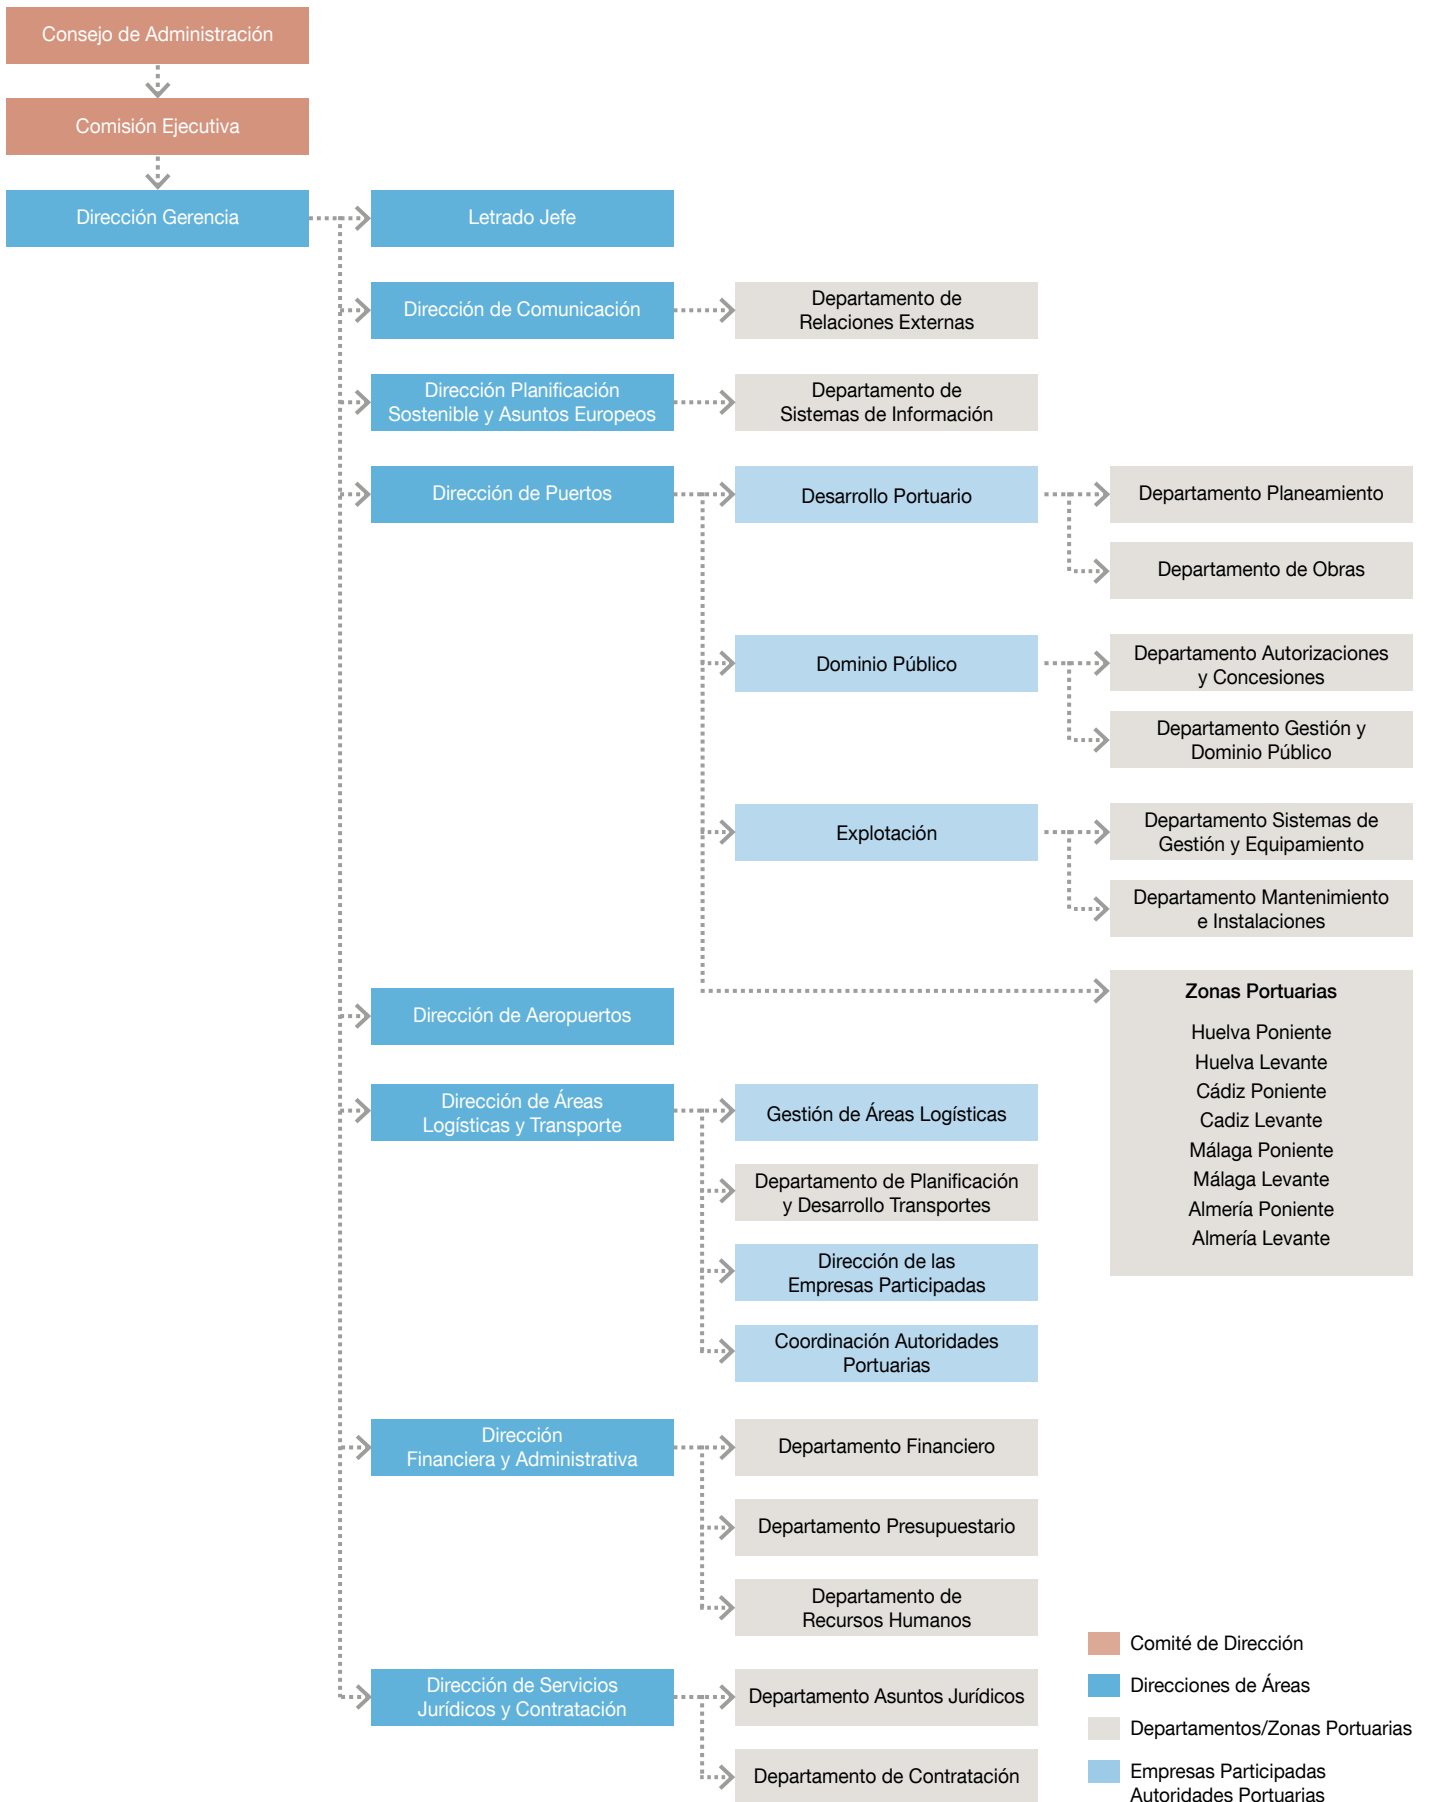 Consejo de Administración
Comisión Ejecutiva
Dirección Gerencia
Letrado Jefe
Dirección de Comunicación
Departamento de
Relaciones Externas
Dirección Planificación
Sostenible y Asuntos Europeos
Departamento de
Sistemas de Información
Dirección de Puertos
Desarrollo Portuario
Departamento Planeamiento
Departamento de Obras
Dominio Público
Departamento Autorizaciones
y Concesiones
Departamento Gestión y
Dominio Público
Explotación
Departamento Sistemas de
Gestión y Equipamiento
Departamento Mantenimiento
e Instalaciones
Zonas Portuarias
Huelva Poniente
Huelva Levante
Cádiz Poniente
Cadiz Levante
Málaga Poniente
Málaga Levante
Almería Poniente
Almería Levante
Dirección de Aeropuertos
Dirección de Áreas
Logísticas y Transporte
Gestión de Áreas Logísticas
Departamento de Planificación
y Desarrollo Transportes
Dirección de las
Empresas Participadas
Coordinación Autoridades
Portuarias
Dirección
Financiera y Administrativa
Departamento Financiero
Departamento Presupuestario
Departamento de
Recursos Humanos
Dirección de Servicios
Jurídicos y Contratación
Departamento Asuntos Jurídicos
Departamento de Contratación
Comité de Dirección
Direcciones de Áreas
Departamentos/Zonas Portuarias
Empresas Participadas
Autoridades Portuarias